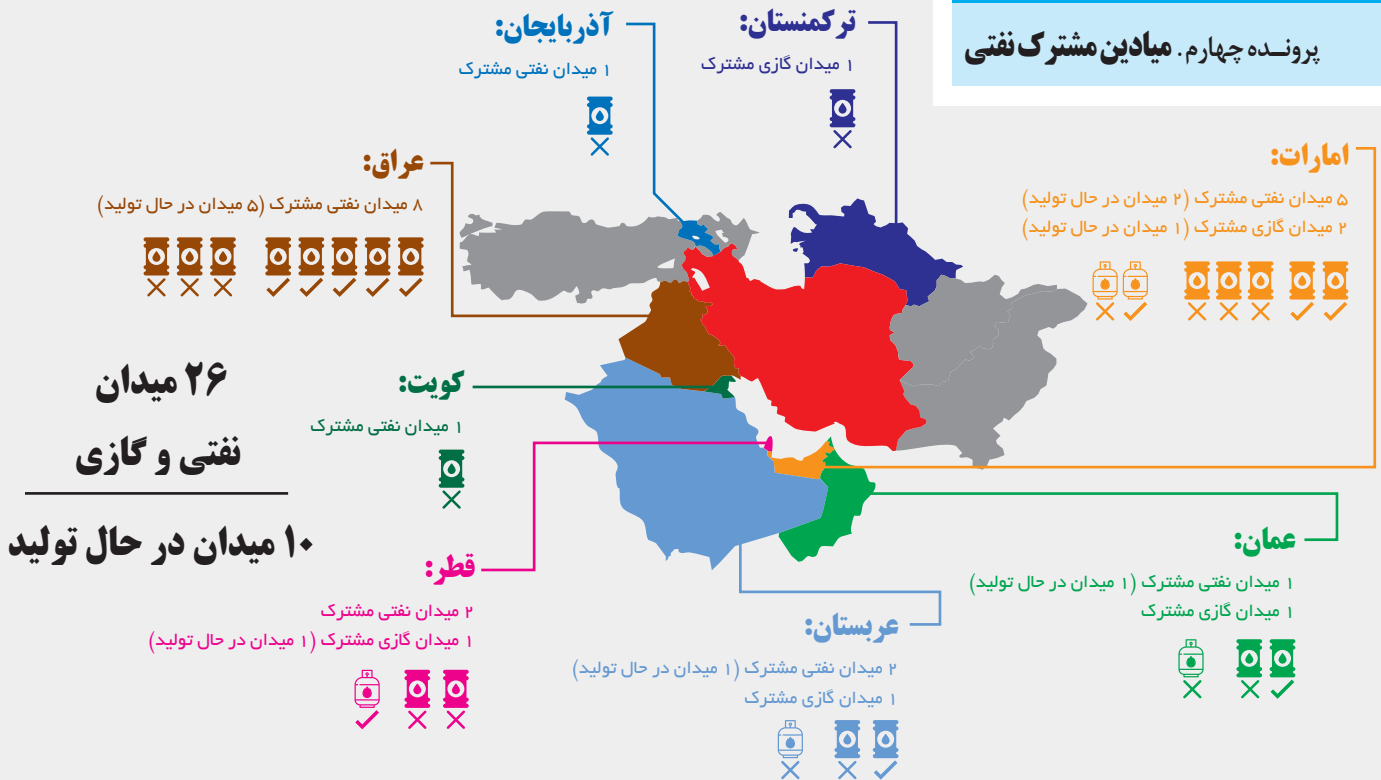 پرونــده چهارم. میادین مشترک نفتی
ترکمنستان:
۱ میدان گازی مشترک
آذربایجان:
۱ میدان نفتی مشترک
امارات:
۵ میدان نفتی مشترک (۲ میدان در حال تولید)
۲ میدان گازی مشترک (۱ میدان در حال تولید)
عراق:
۸ میدان نفتی مشترک (۵ میدان در حال تولید)
کویت:
۱ میدان نفتی مشترک
۲۶ میدان
نفتی و گازی
۱۰ میدان در حال تولید
قطر:
۲ میدان نفتی مشترک
۱ میدان گازی مشترک (۱ میدان در حال تولید)
عمان:
۱ میدان نفتی مشترک (۱ میدان در حال تولید)
۱ میدان گازی مشترک
عربستان:
۲ میدان نفتی مشترک (۱ میدان در حال تولید)
۱ میدان گازی مشترک